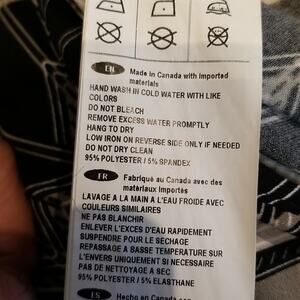 EN Made in Canada with imported
materials
HAND WASH IN COLD WATER WITH LIKE
COLORS
DO NOT BLEACH
REMOVE EXCESS WATER PROMPTLY
HANG TO DRY
LOW IRON ON REVERSE SIDE ONLY IF NEEDED
DO NOT DRY CLEAN
95% POLYESTER / 5% SPANDEX
FR Fabriqué au Canada avec des
matériaux importés
LAVAGE A LA MAIN A L'EAU FROIDE AVEC
COULEURS SIMILAIRES
NE PAS BLANCHIR
ENLEVER L'EXCES D'EAU RAPIDEMENT
SUSPENDRE POUR LE SECHAGE
REPASSAGE A BASSE TEMPERATURE SUR
L'ENVERS UNIQUEMENT SI NECESSAIRE
PAS DE NETTOYAGE A SEC
95% POLYESTER / 5% ELASTHANE
ES Hecho en Canadá con